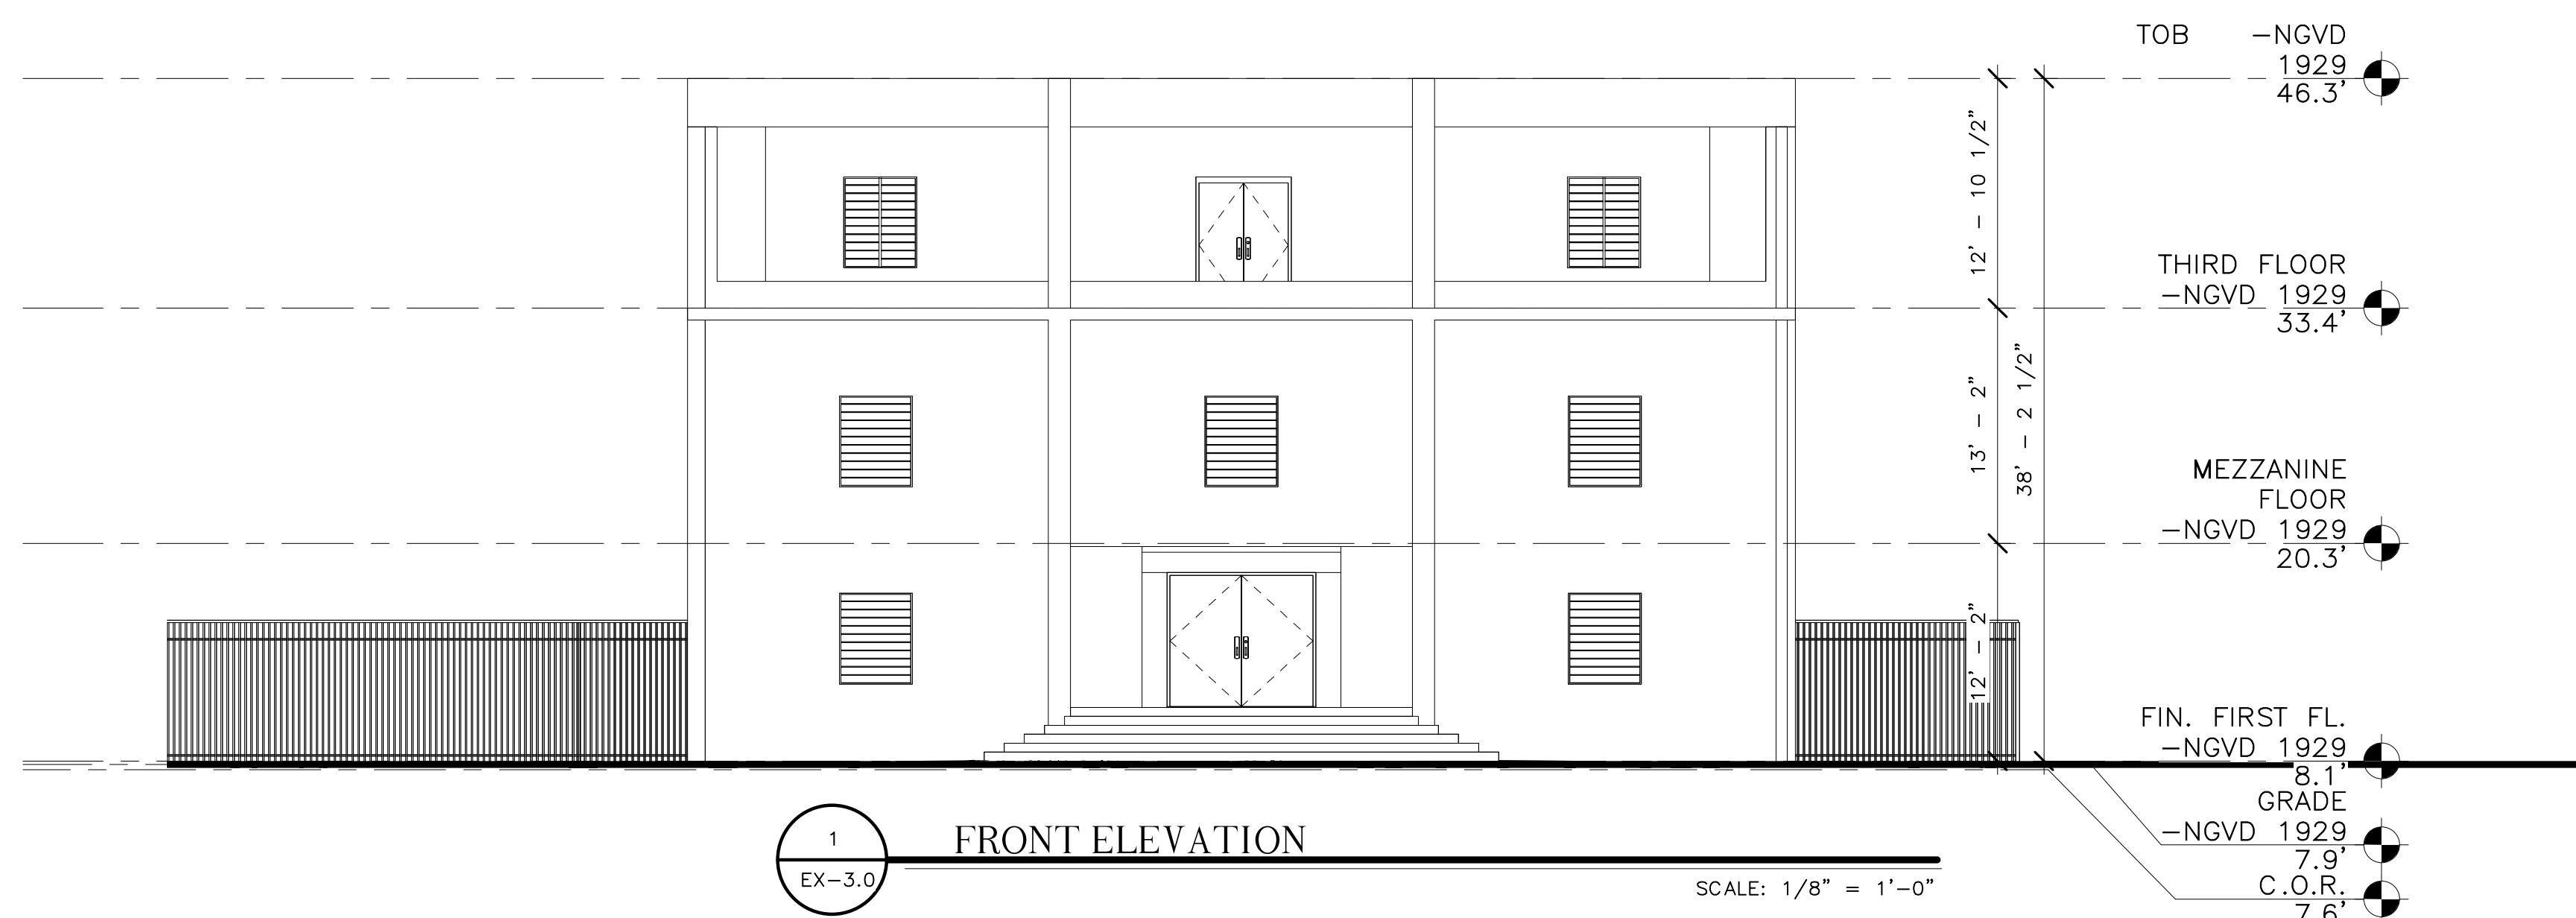 TOB -NGVD
1929
46.3'
12' - 10 1/2"
THIRD FLOOR
-NGVD 1929
33.4'
13' - 2"
38' - 2 1/2"
MEZZANINE
FLOOR
-NGVD 1929
20.3'
12' - 2"
FIN. FIRST FL.
-NGVD 1929
8.1'
GRADE
-NGVD 1929
7.9'
C.O.R.
7.6'
1
EX-3.0
FRONT ELEVATION
SCALE: 1/8" = 1'-0"